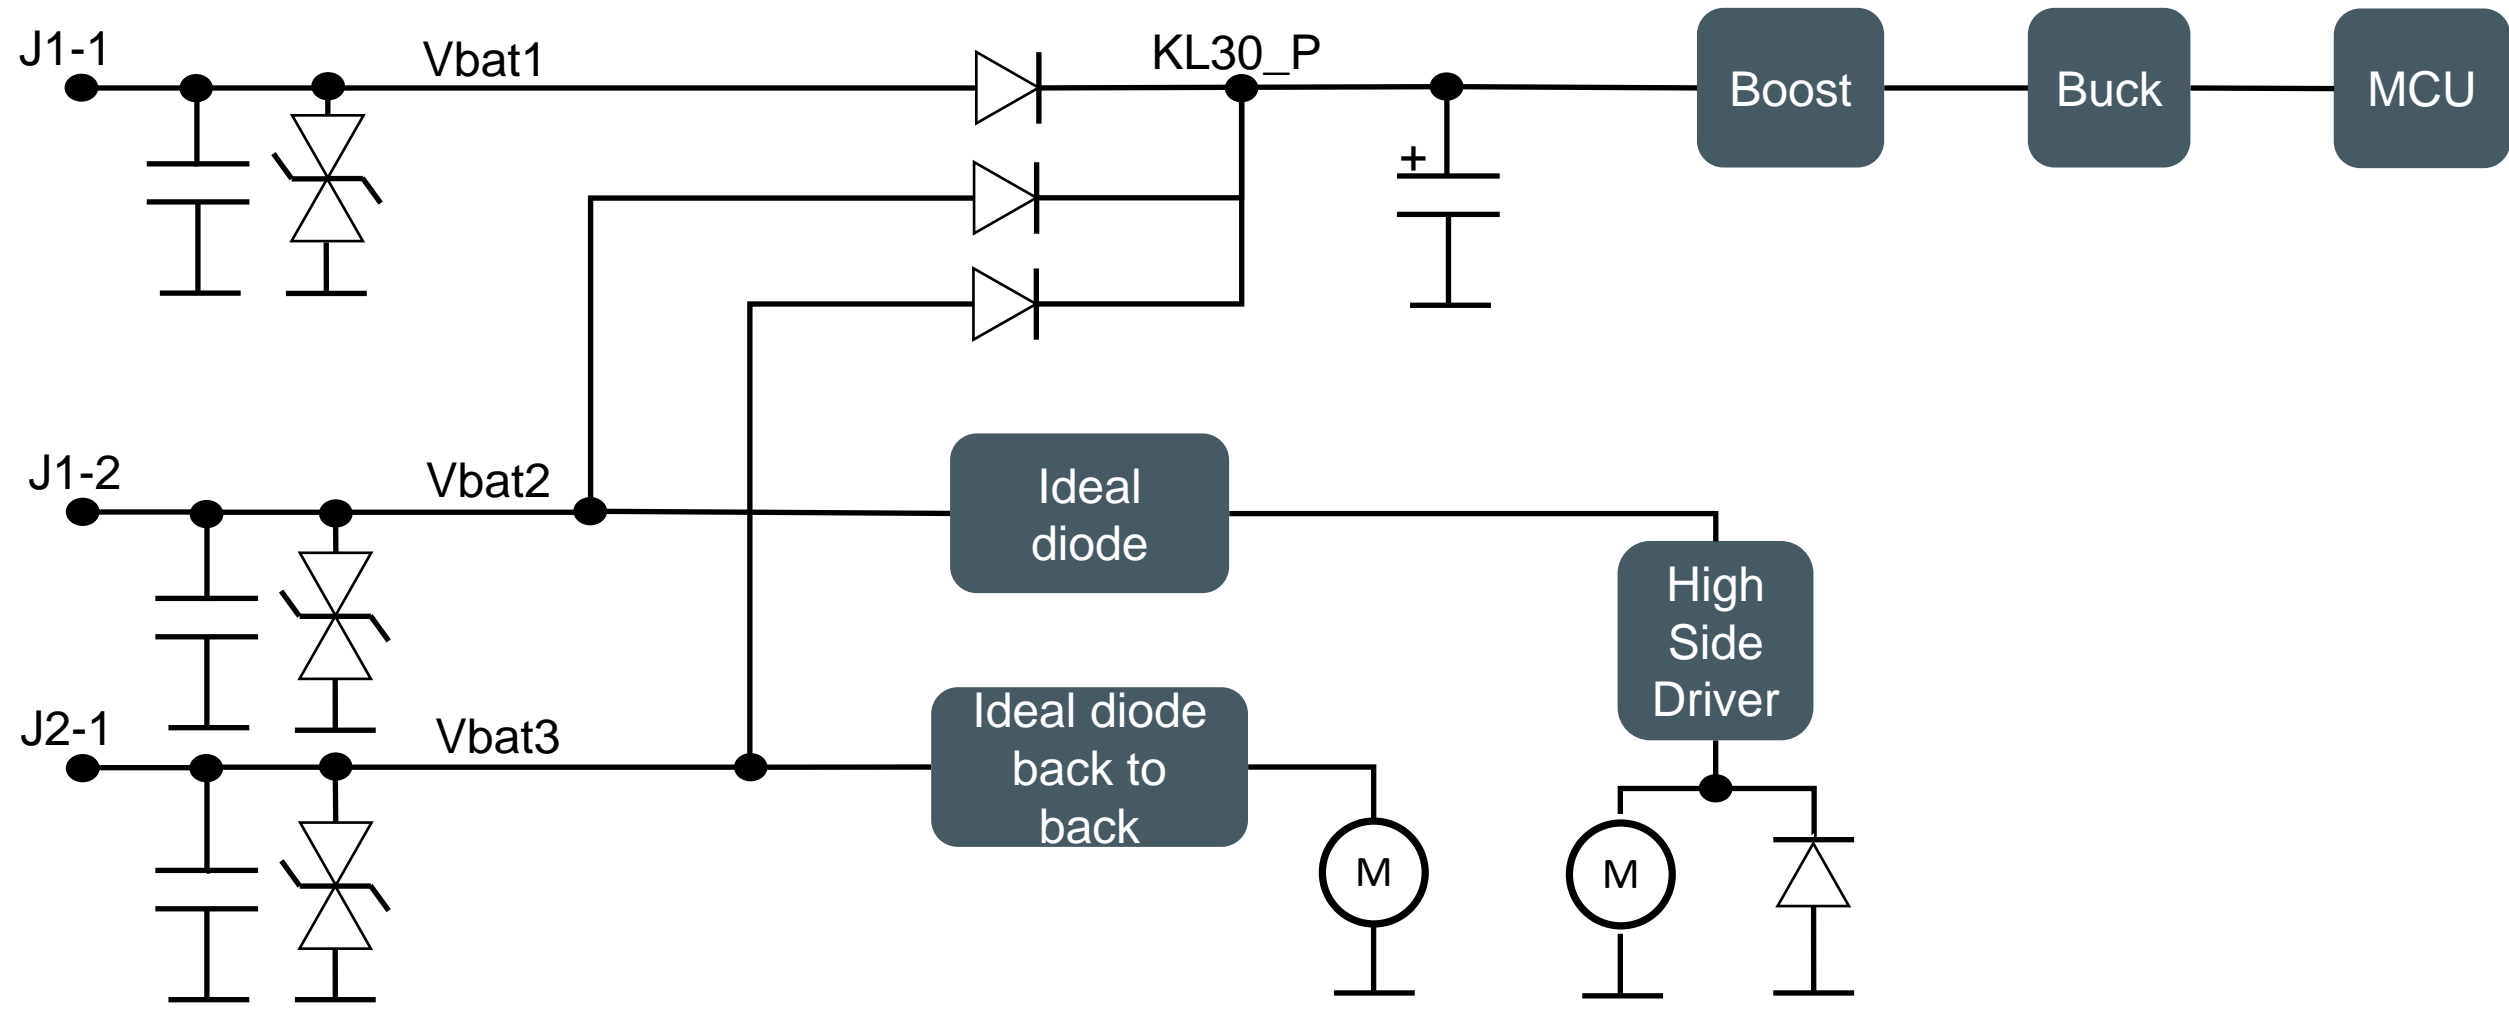 J1-1
Vbat1
KL30_P
Boost
Buck
MCU
+
J1-2
Vbat2
Ideal
diode
High
Side
Driver
J2-1
Vbat3
Ideal diode
back to
back
M
M